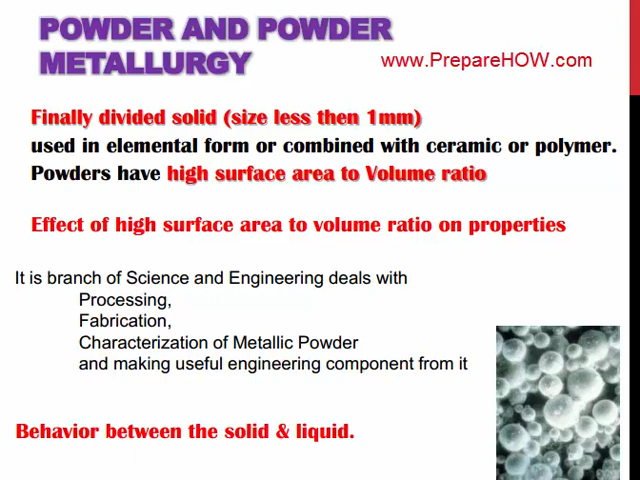 POWDER AND POWDER
METALLURGY
www.PrepareHOW.com
Finally divided solid (size less then 1mm)
used in elemental form or combined with ceramic or polymer.
Powders have high surface area to Volume ratio
Effect of high surface area to volume ratio on properties
It is branch of Science and Engineering deals with
Processing,
Fabrication,
Characterization of Metallic Powder
and making useful engineering component from it
Behavior between the solid & liquid.